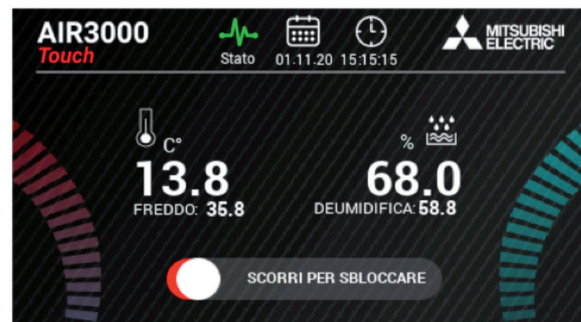 AIR3000
Touch
Stato
01.11.20
15:15:15
MITSUBISHI
ELECTRIC
C°
13.8
FREDDO: 35.8
%
68.0
DEUMIDIFICA: 58.8
SCORRI PER SBLOCCARE